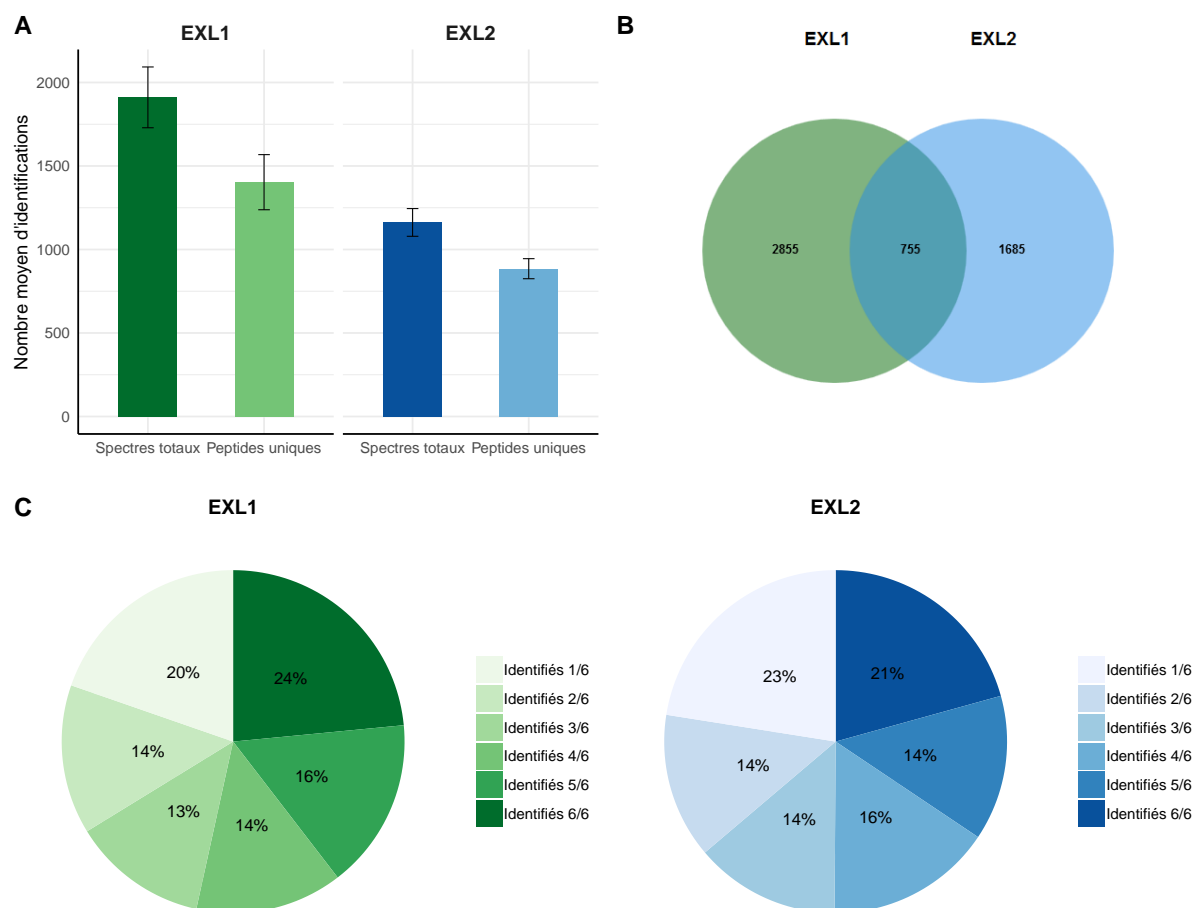 A
EXL1
EXL2
Nombre moyen d'identifications
2000
1500
1000
500
0
Spectres totaux
Peptides uniques
Spectres totaux
Peptides uniques
B
EXL1
EXL2
2855
755
1685
C
EXL1
20%
24%
14%
16%
13%
14%
Identifiés 1/6
Identifiés 2/6
Identifiés 3/6
Identifiés 4/6
Identifiés 5/6
Identifiés 6/6
EXL2
23%
21%
14%
14%
14%
16%
Identifiés 1/6
Identifiés 2/6
Identifiés 3/6
Identifiés 4/6
Identifiés 5/6
Identifiés 6/6